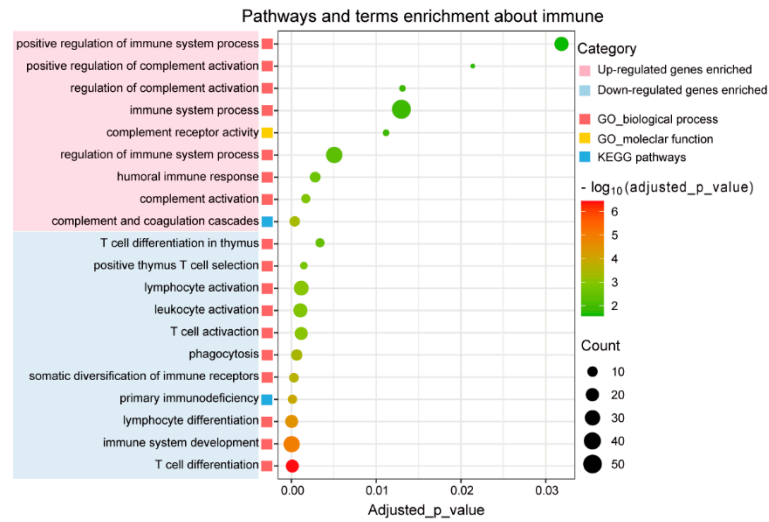 Pathways and terms enrichment about immune
positive regulation of immune system process
positive regulation of complement activation
regulation of complement activation
immune system process
complement receptor activity
regulation of immune system process
humoral immune response
complement activation
complement and coagulation cascades
T cell differentiation in thymus
positive thymus T cell selection
lymphocyte activation
leukocyte activation
T cell activaction
phagocytosis
somatic diversification of immune receptors
primary immunodeficiency
lymphocyte differentiation
immune system development
T cell differentiation
0.00 0.01 0.02 0.03
Adjusted_p_value
Category
Up-regulated genes enriched
Down-regulated genes enriched
GO_biological process
GO_moleclar function
KEGG pathways
- log10(adjusted_p_value)
6
5
4
3
2
Count
10
20
30
40
50